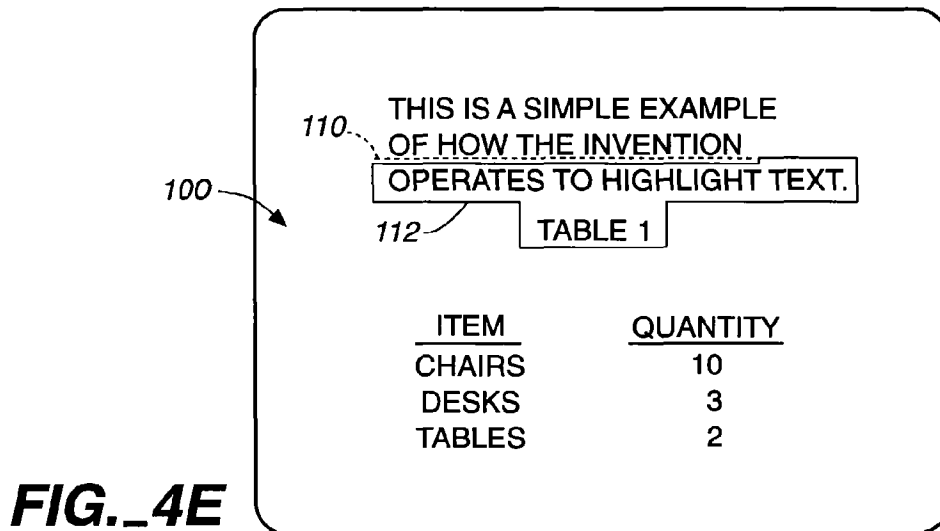 THIS IS A SIMPLE EXAMPLE
110
OF HOW THE INVENTION
100
OPERATES TO HIGHLIGHT TEXT.
112
TABLE 1
ITEM QUANTITY
CHAIRS 10
DESKS 3
TABLES 2
FIG._4E